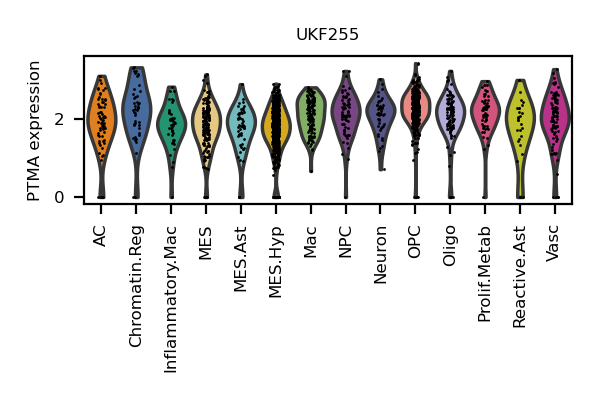 UKF255
PTMA expression
2
0
AC
Chromatin.Reg
Inflammatory.Mac
MES
MES.Ast
MES.Hyp
Mac
NPC
Neuron
OPC
Oligo
Prolif.Metab
Reactive.Ast
Vasc